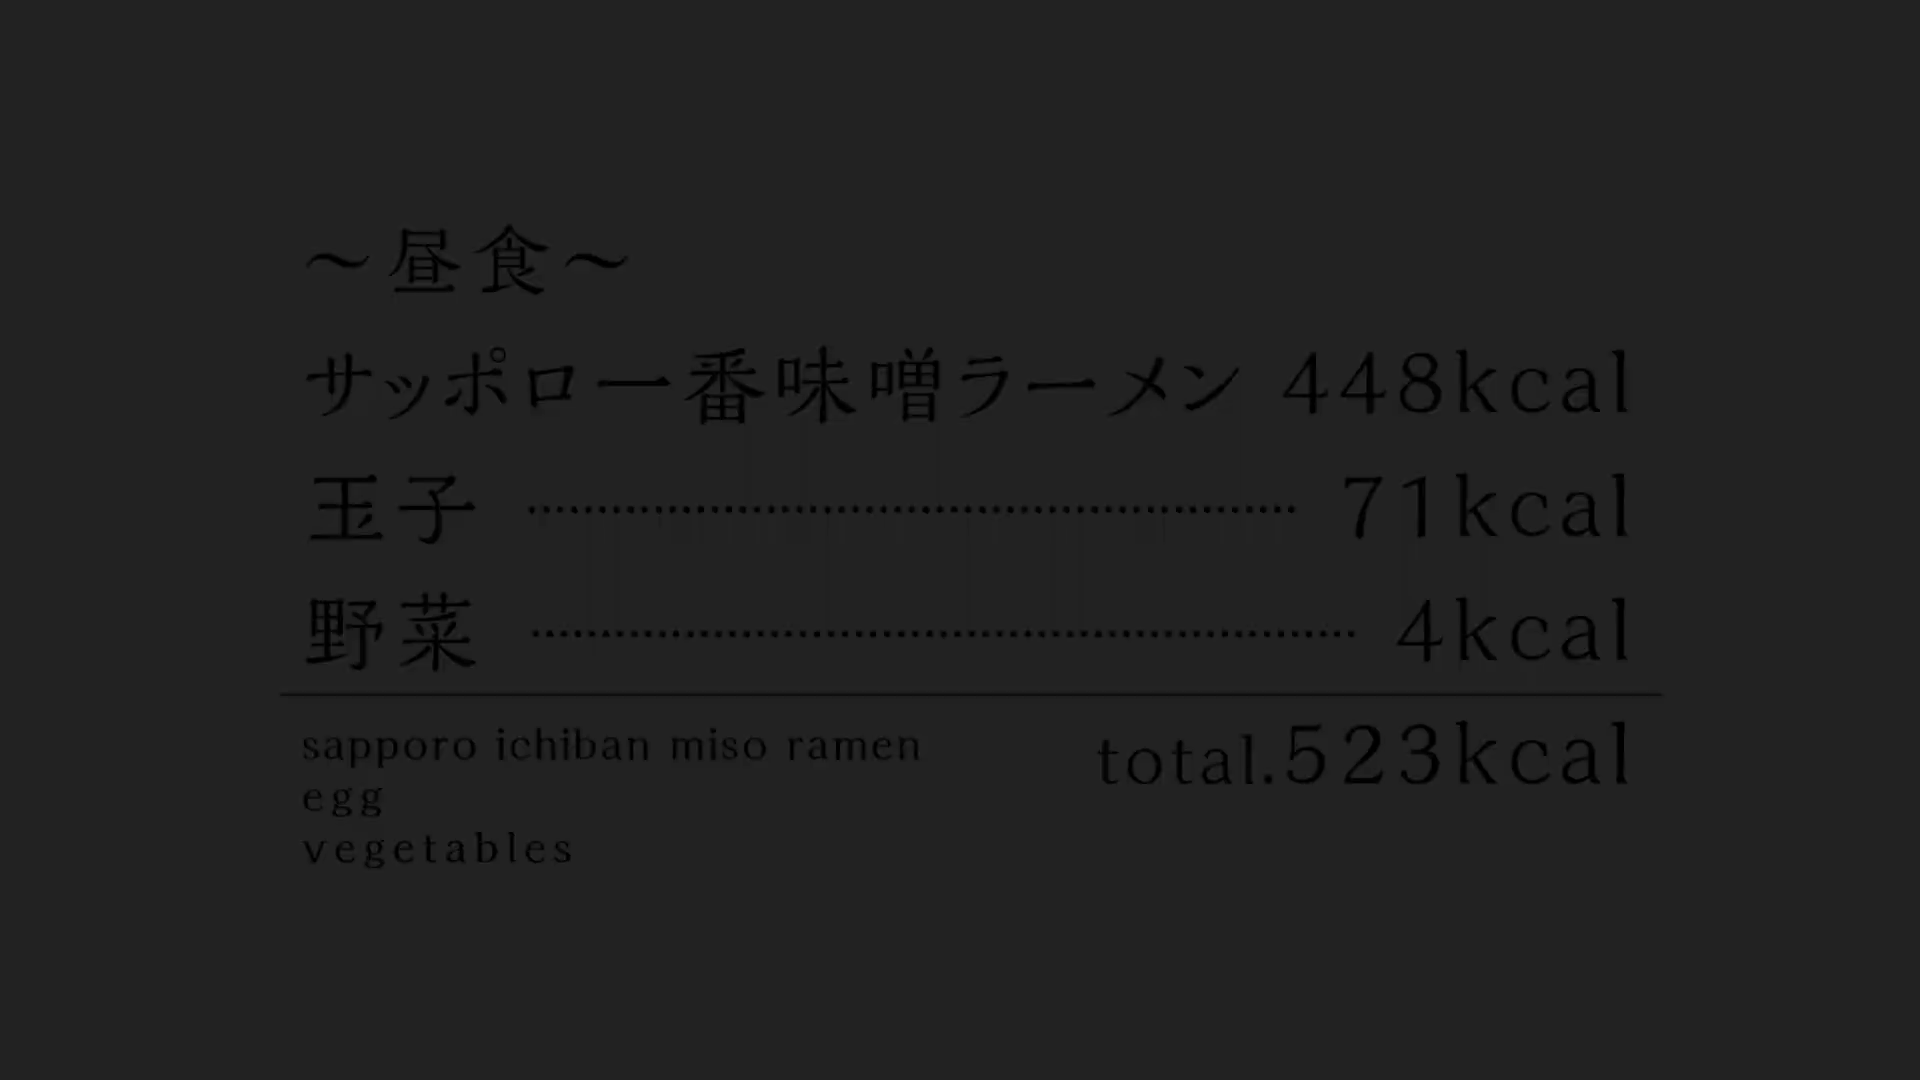 ～昼食～
サッポロ一番味噌ラーメン 448kcal
玉子 ........................................................ 71kcal
野菜 ............................................................ 4kcal
total.523kcal
sapporo ichiban miso ramen
egg
vegetables